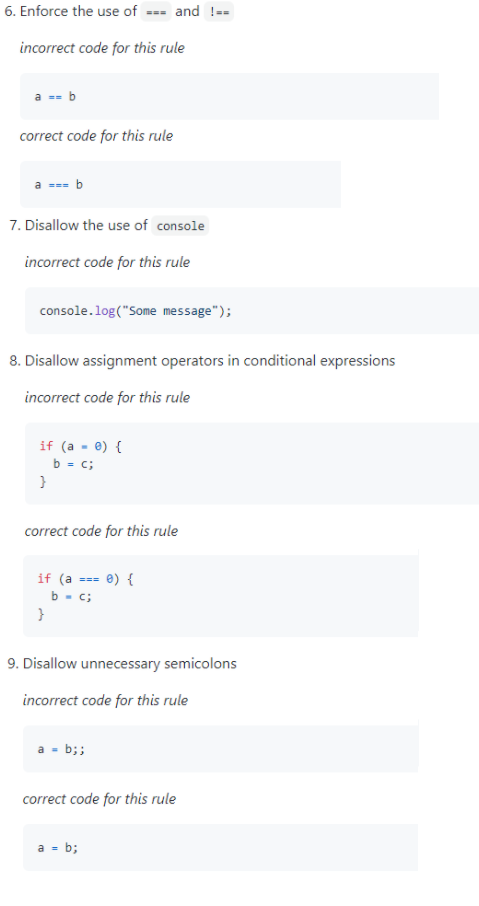 6. Enforce the use of === and !==
incorrect code for this rule
a == b
correct code for this rule
a === b
7. Disallow the use of console
incorrect code for this rule
console.log("Some message");
8. Disallow assignment operators in conditional expressions
incorrect code for this rule
if (a = 0) {
  b = c;
}
correct code for this rule
if (a === 0) {
  b = c;
}
9. Disallow unnecessary semicolons
incorrect code for this rule
a = b;;
correct code for this rule
a = b;